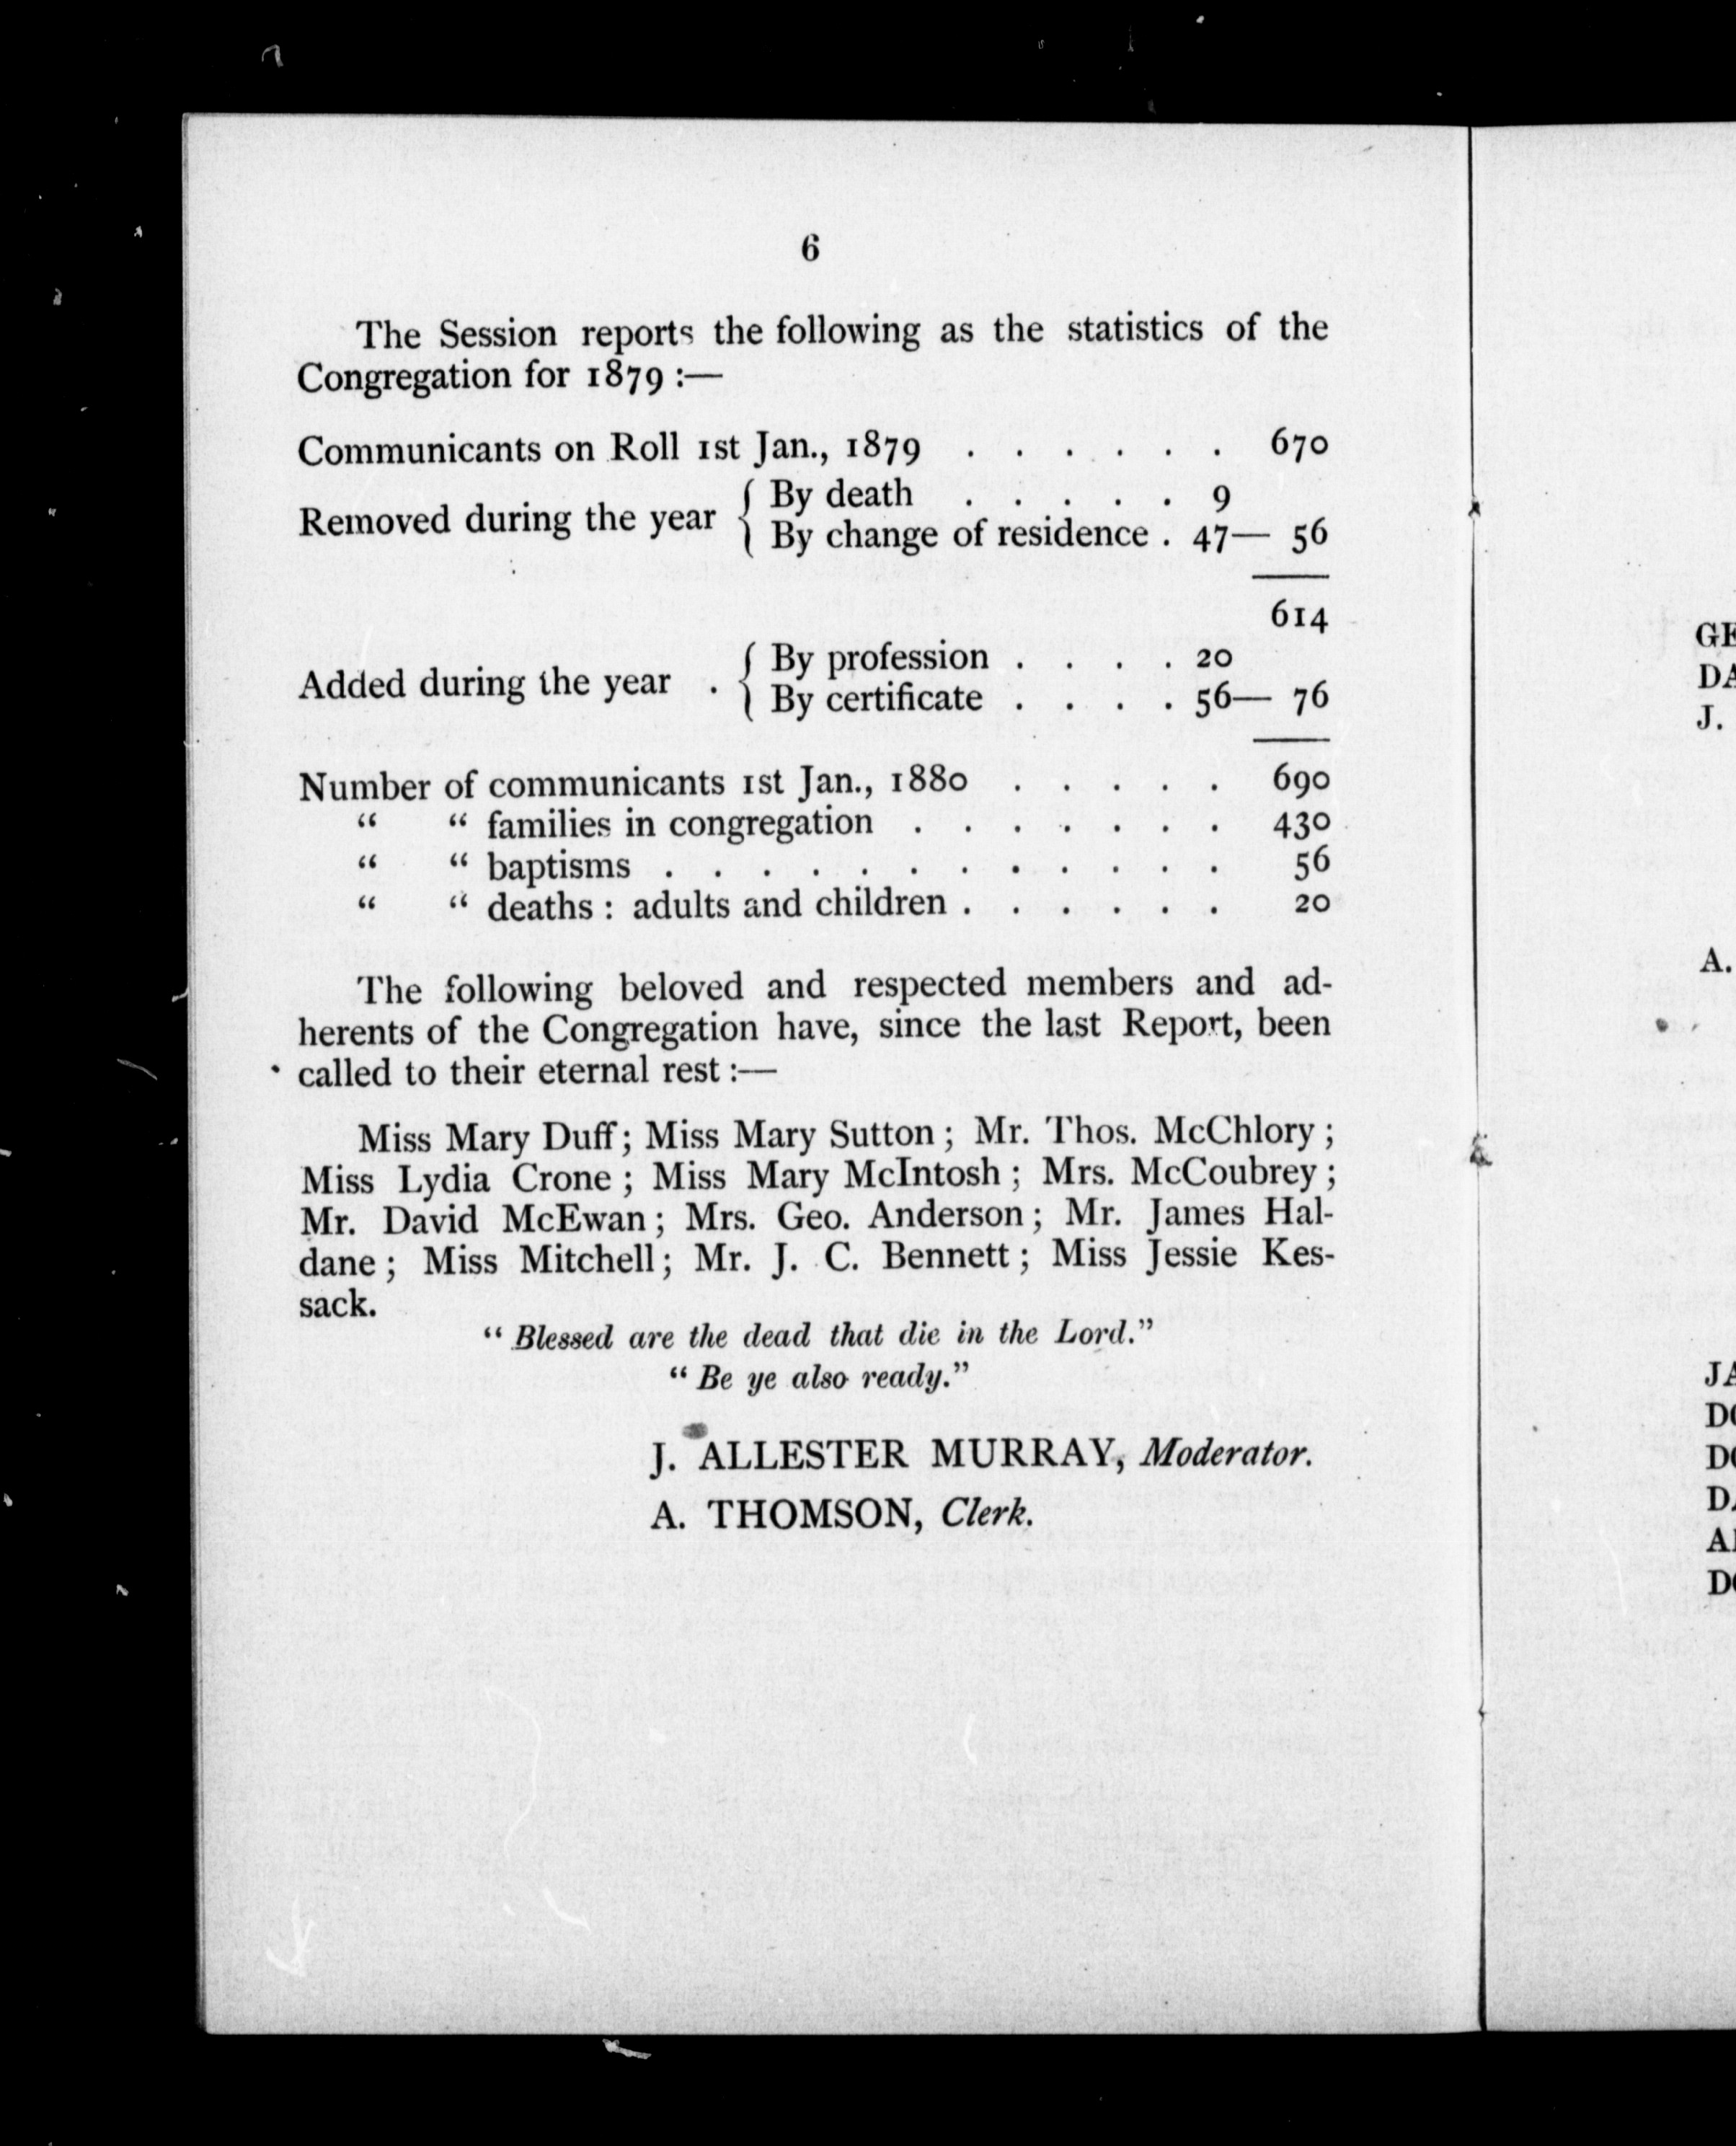 6
The Session reports the following as the statistics of the
Congregation for 1879 :—
Communicants on Roll 1st Jan., 1879 . . . . . . 670
Removed during the year { By death . . . . . 9
By change of residence . 47— 56
614
Added during the year . { By profession . . . . 20
By certificate . . . . 56— 76
Number of communicants 1st Jan., 1880 . . . . . 690
“ “ families in congregation . . . . . . . 430
“ “ baptisms . . . . . . . . . . . . 56
“ “ deaths : adults and children . . . . . . 20
The following beloved and respected members and ad-
herents of the Congregation have, since the last Report, been
called to their eternal rest :—
Miss Mary Duff ; Miss Mary Sutton ; Mr. Thos. McChlory ;
Miss Lydia Crone ; Miss Mary McIntosh ; Mrs. McCoubrey ;
Mr. David McEwan ; Mrs. Geo. Anderson ; Mr. James Hal-
dane ; Miss Mitchell ; Mr. J. C. Bennett ; Miss Jessie Kes-
sack.
“ Blessed are the dead that die in the Lord.”
“ Be ye also ready.”
J. ALLESTER MURRAY, Moderator.
A. THOMSON, Clerk.
J.
A.